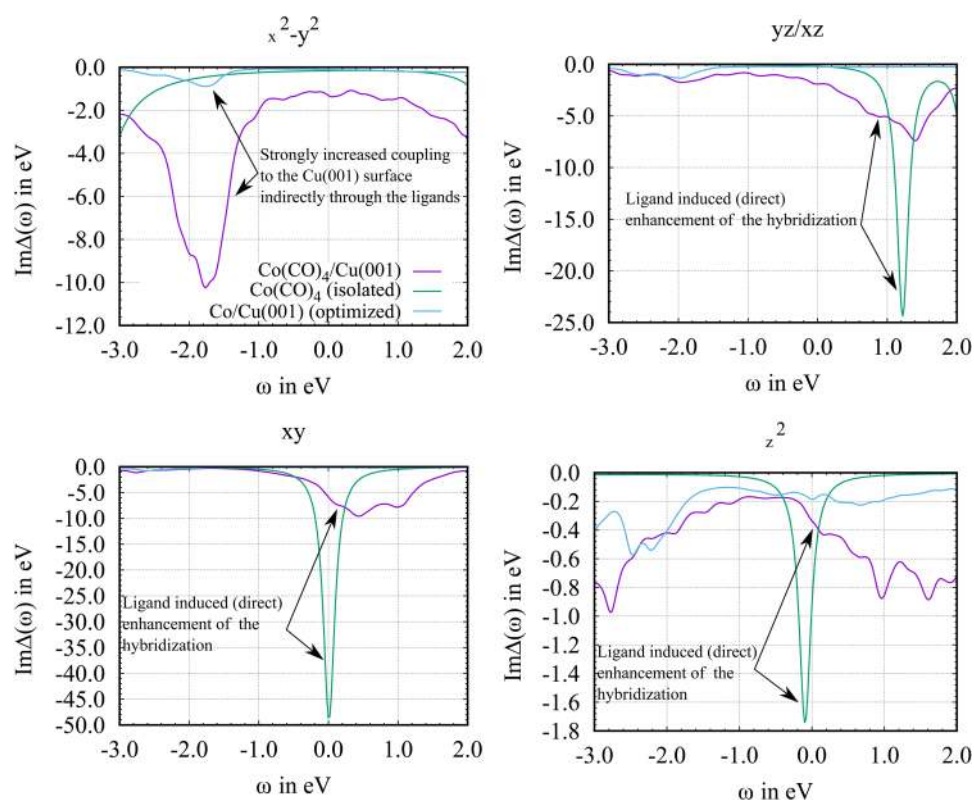 x²-y²
ImΔ(ω) in eV
0.0
-2.0
-4.0
-6.0
-8.0
-10.0
-12.0
Strongly increased coupling
to the Cu(001) surface
indirectly through the ligands
Co(CO)₄/Cu(001)
Co(CO)₄ (isolated)
Co/Cu(001) (optimized)
-3.0 -2.0 -1.0 0.0 1.0 2.0
ω in eV
yz/xz
ImΔ(ω) in eV
0.0
-5.0
-10.0
-15.0
-20.0
-25.0
Ligand induced (direct)
enhancement of the hybridization
-3.0 -2.0 -1.0 0.0 1.0 2.0
ω in eV
xy
ImΔ(ω) in eV
0.0
-5.0
-10.0
-15.0
-20.0
-25.0
-30.0
-35.0
-40.0
-45.0
-50.0
Ligand induced (direct)
enhancement of the
hybridization
-3.0 -2.0 -1.0 0.0 1.0 2.0
ω in eV
z²
ImΔ(ω) in eV
0.0
-0.2
-0.4
-0.6
-0.8
-1.0
-1.2
-1.4
-1.6
-1.8
Ligand induced (direct)
enhancement of the
hybridization
-3.0 -2.0 -1.0 0.0 1.0 2.0
ω in eV